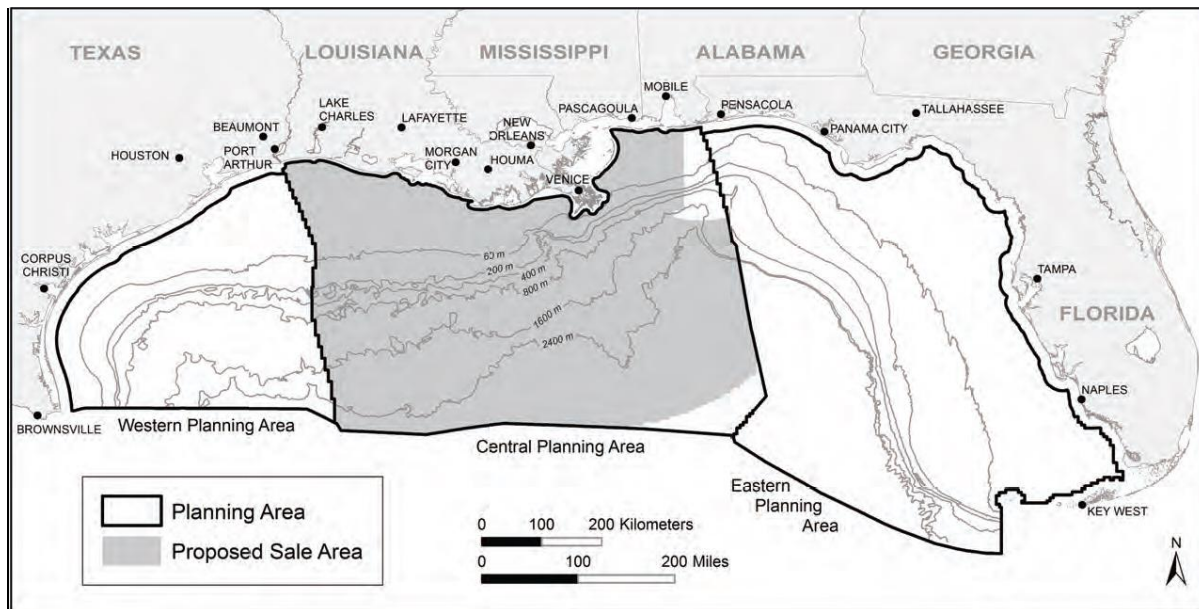 TEXAS
LOUISIANA
MISSISSIPPI
ALABAMA
GEORGIA
MOBILE
PASCAGOULA
PENSACOLA
TALLAHASSEE
PANAMA CITY
LAKE
CHARLES
LAFAYETTE
NEW
ORLEANS
BEAUMONT
PORT
ARTHUR
HOUSTON
MORGAN
CITY
HOUMA
VENICE
CORPUS
CHRISTI
TAMPA
FLORIDA
60 m
200 m
400 m
800 m
1600 m
2400 m
NAPLES
BROWNSVILLE
Western Planning Area
Central Planning Area
Eastern
Planning
Area
KEY WEST
Planning Area
Proposed Sale Area
0 100 200 Kilometers
0 100 200 Miles
N